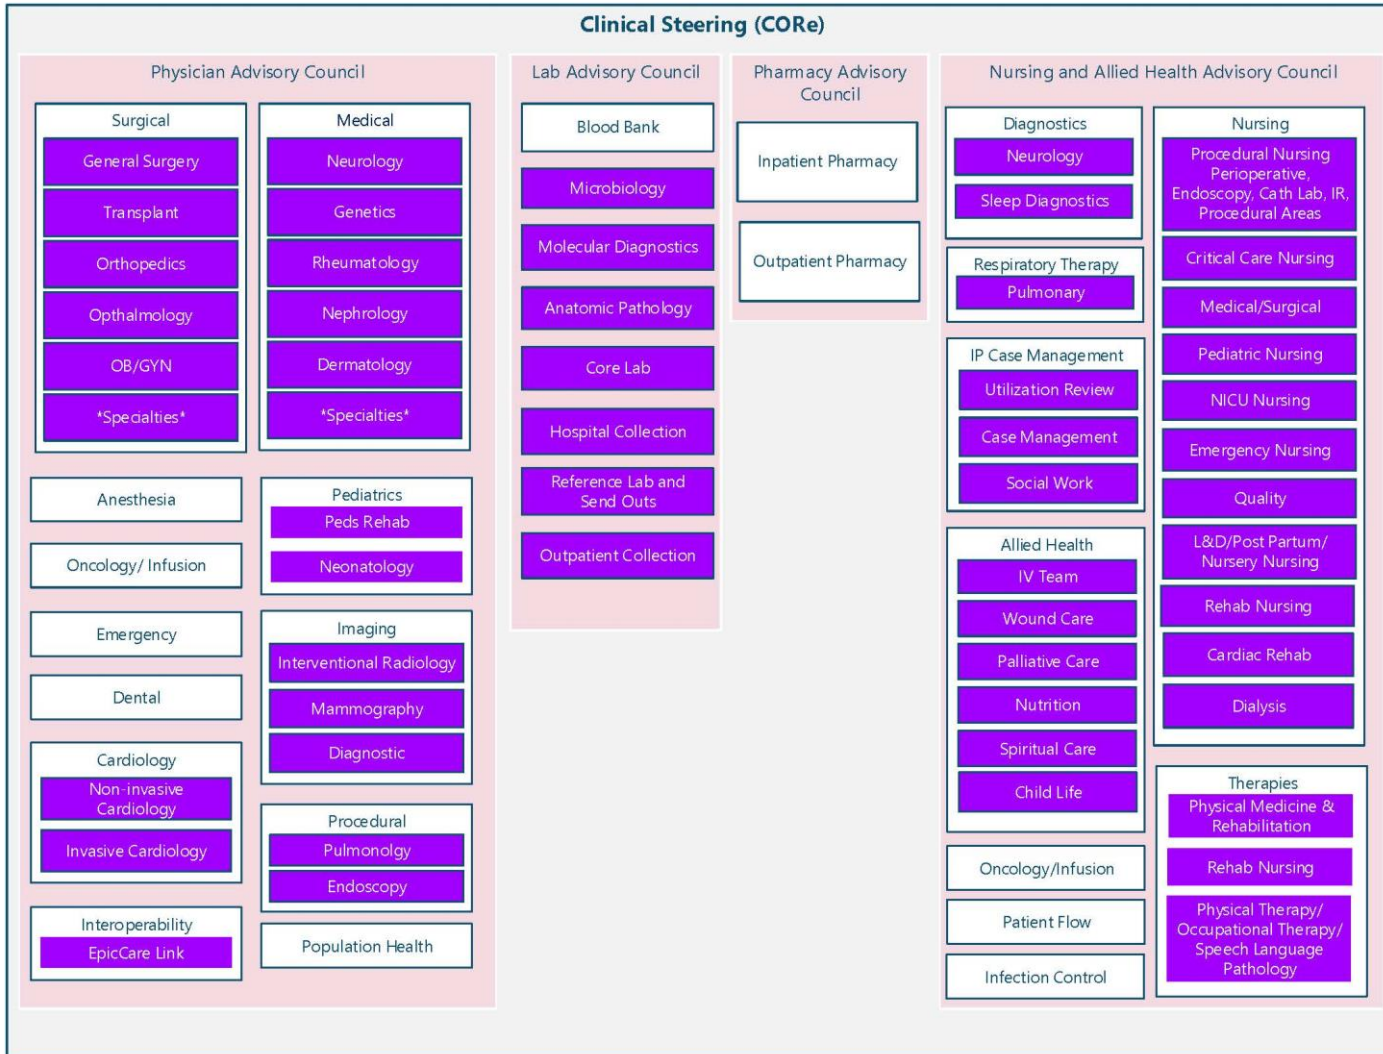 Clinical Steering (CORe)
Physician Advisory Council
Surgical
General Surgery
Transplant
Orthopedics
Opthalmology
OB/GYN
*Specialties*
Medical
Neurology
Genetics
Rheumatology
Nephrology
Dermatology
*Specialties*
Anesthesia
Oncology/ Infusion
Emergency
Dental
Cardiology
Non-invasive
Cardiology
Invasive Cardiology
Interoperability
EpicCare Link
Pediatrics
Peds Rehab
Neonatology
Imaging
Interventional Radiology
Mammography
Diagnostic
Procedural
Pulmonolgy
Endoscopy
Population Health
Lab Advisory Council
Blood Bank
Microbiology
Molecular Diagnostics
Anatomic Pathology
Core Lab
Hospital Collection
Reference Lab and
Send Outs
Outpatient Collection
Pharmacy Advisory
Council
Inpatient Pharmacy
Outpatient Pharmacy
Nursing and Allied Health Advisory Council
Diagnostics
Neurology
Sleep Diagnostics
Respiratory Therapy
Pulmonary
IP Case Management
Utilization Review
Case Management
Social Work
Allied Health
IV Team
Wound Care
Palliative Care
Nutrition
Spiritual Care
Child Life
Oncology/Infusion
Patient Flow
Infection Control
Nursing
Procedural Nursing
Perioperative,
Endoscopy, Cath Lab, IR,
Procedural Areas
Critical Care Nursing
Medical/Surgical
Pediatric Nursing
NICU Nursing
Emergency Nursing
Quality
L&D/Post Partum/
Nursery Nursing
Rehab Nursing
Cardiac Rehab
Dialysis
Therapies
Physical Medicine &
Rehabilitation
Rehab Nursing
Physical Therapy/
Occupational Therapy/
Speech Language
Pathology